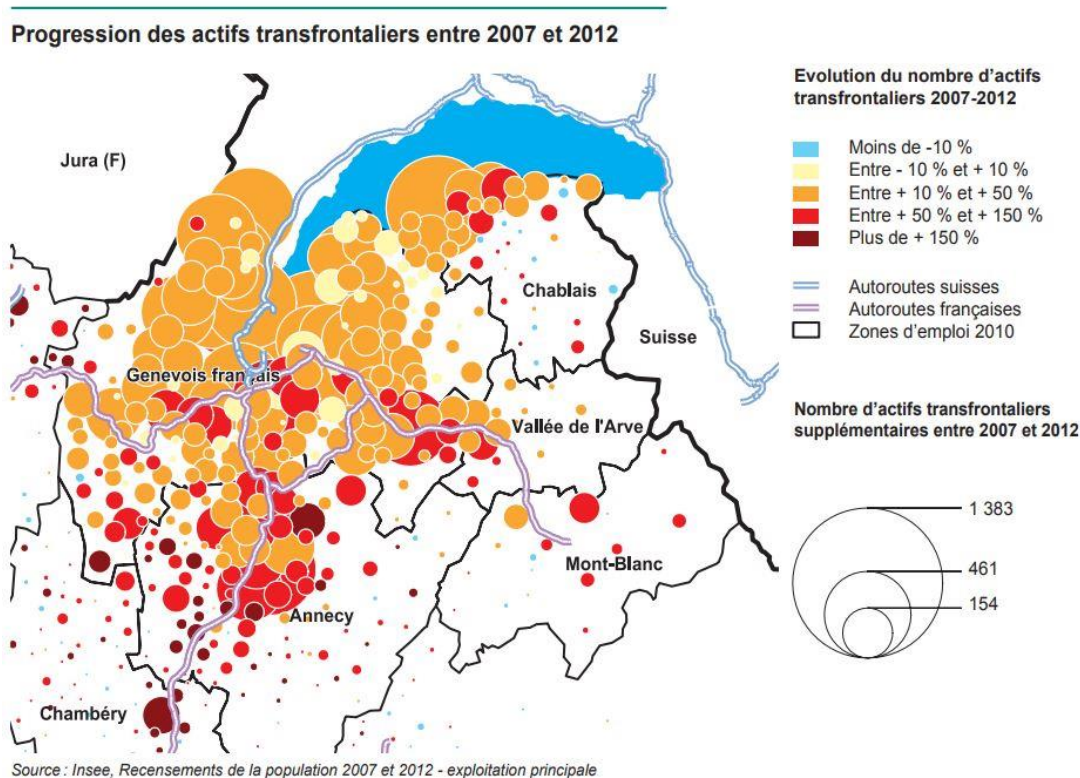 Progression des actifs transfrontaliers entre 2007 et 2012
Jura (F)
Chablais
Suisse
Genevois français
Vallée de l'Arve
Mont-Blanc
Annecy
Chambéry
Evolution du nombre d'actifs
transfrontaliers 2007-2012
Moins de -10 %
Entre - 10 % et + 10 %
Entre + 10 % et + 50 %
Entre + 50 % et + 150 %
Plus de + 150 %
Autoroutes suisses
Autoroutes françaises
Zones d'emploi 2010
Nombre d'actifs transfrontaliers
supplémentaires entre 2007 et 2012
1 383
461
154
Source : Insee, Recensements de la population 2007 et 2012 - exploitation principale